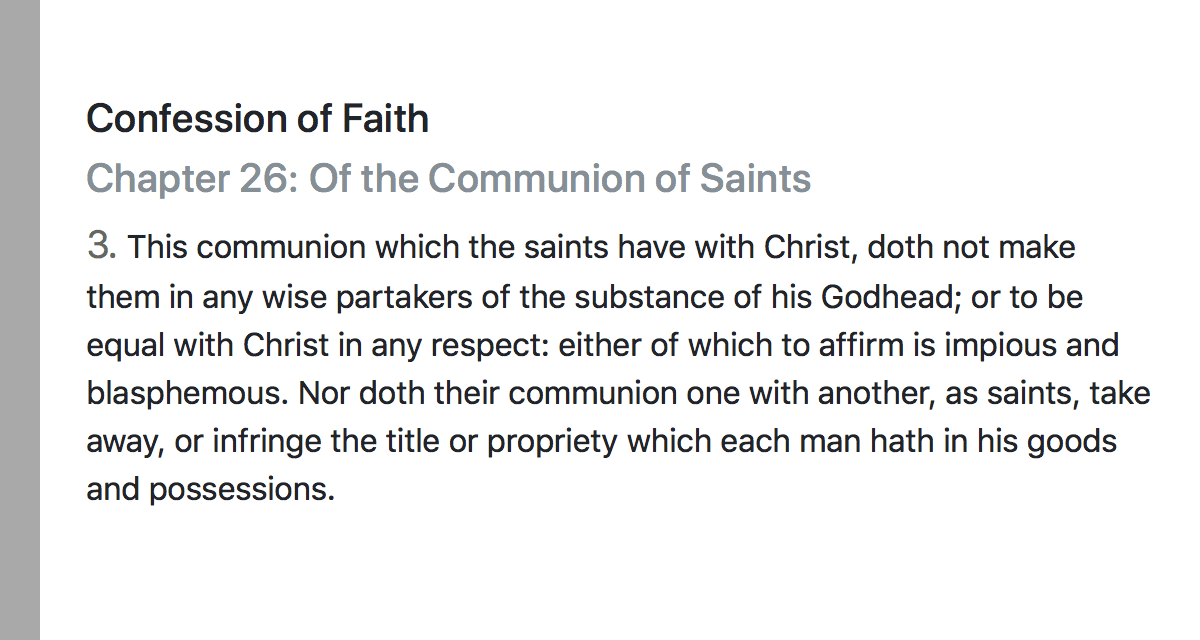 Confession of Faith
Chapter 26: Of the Communion of Saints
3. This communion which the saints have with Christ, doth not make
them in any wise partakers of the substance of his Godhead; or to be
equal with Christ in any respect: either of which to affirm is impious and
blasphemous. Nor doth their communion one with another, as saints, take
away, or infringe the title or propriety which each man hath in his goods
and possessions.